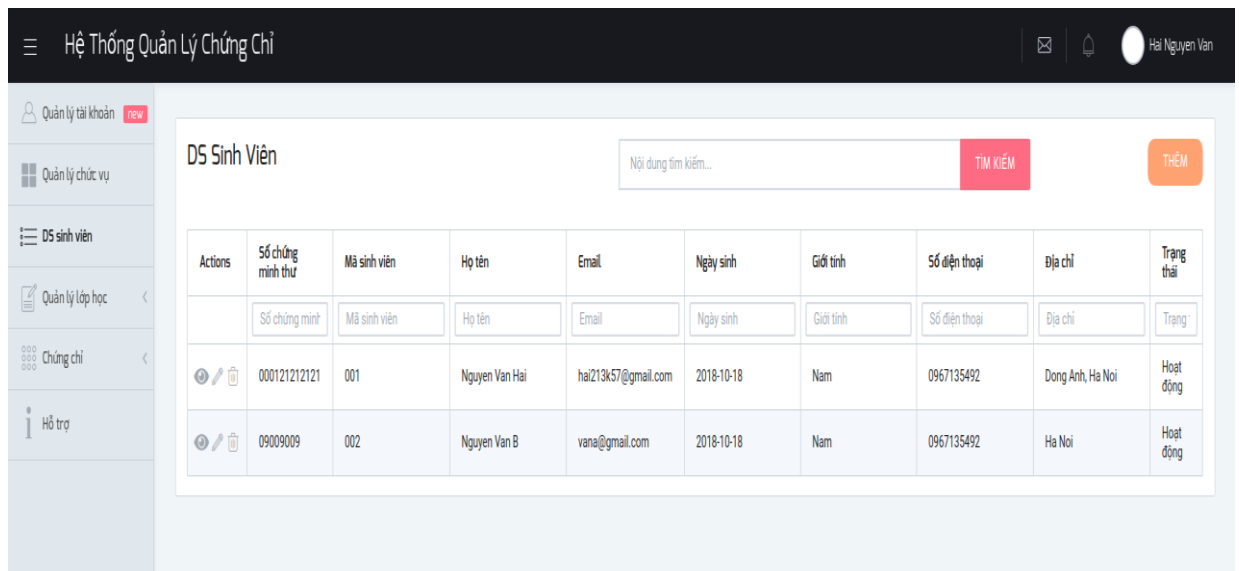 Hệ Thống Quản Lý Chứng Chỉ
Hai Nguyen Van
Quản lý tài khoản new
Quản lý chức vụ
DS sinh viên
Quản lý lớp học
Chứng chỉ
Hỗ trợ
DS Sinh Viên
Nội dung tìm kiếm...
TÌM KIẾM
THÊM
Actions Số chứng minh thư Mã sinh viên Họ tên Email Ngày sinh Giới tính Số điện thoại Địa chỉ Trạng thái
Số chứng minh Mã sinh viên Họ tên Email Ngày sinh Giới tính Số điện thoại Địa chỉ Trạng
000121212121 001 Nguyen Van Hai hai213k57@gmail.com 2018-10-18 Nam 0967135492 Dong Anh, Ha Noi Hoạt động
09009009 002 Nguyen Van B vana@gmail.com 2018-10-18 Nam 0967135492 Ha Noi Hoạt động